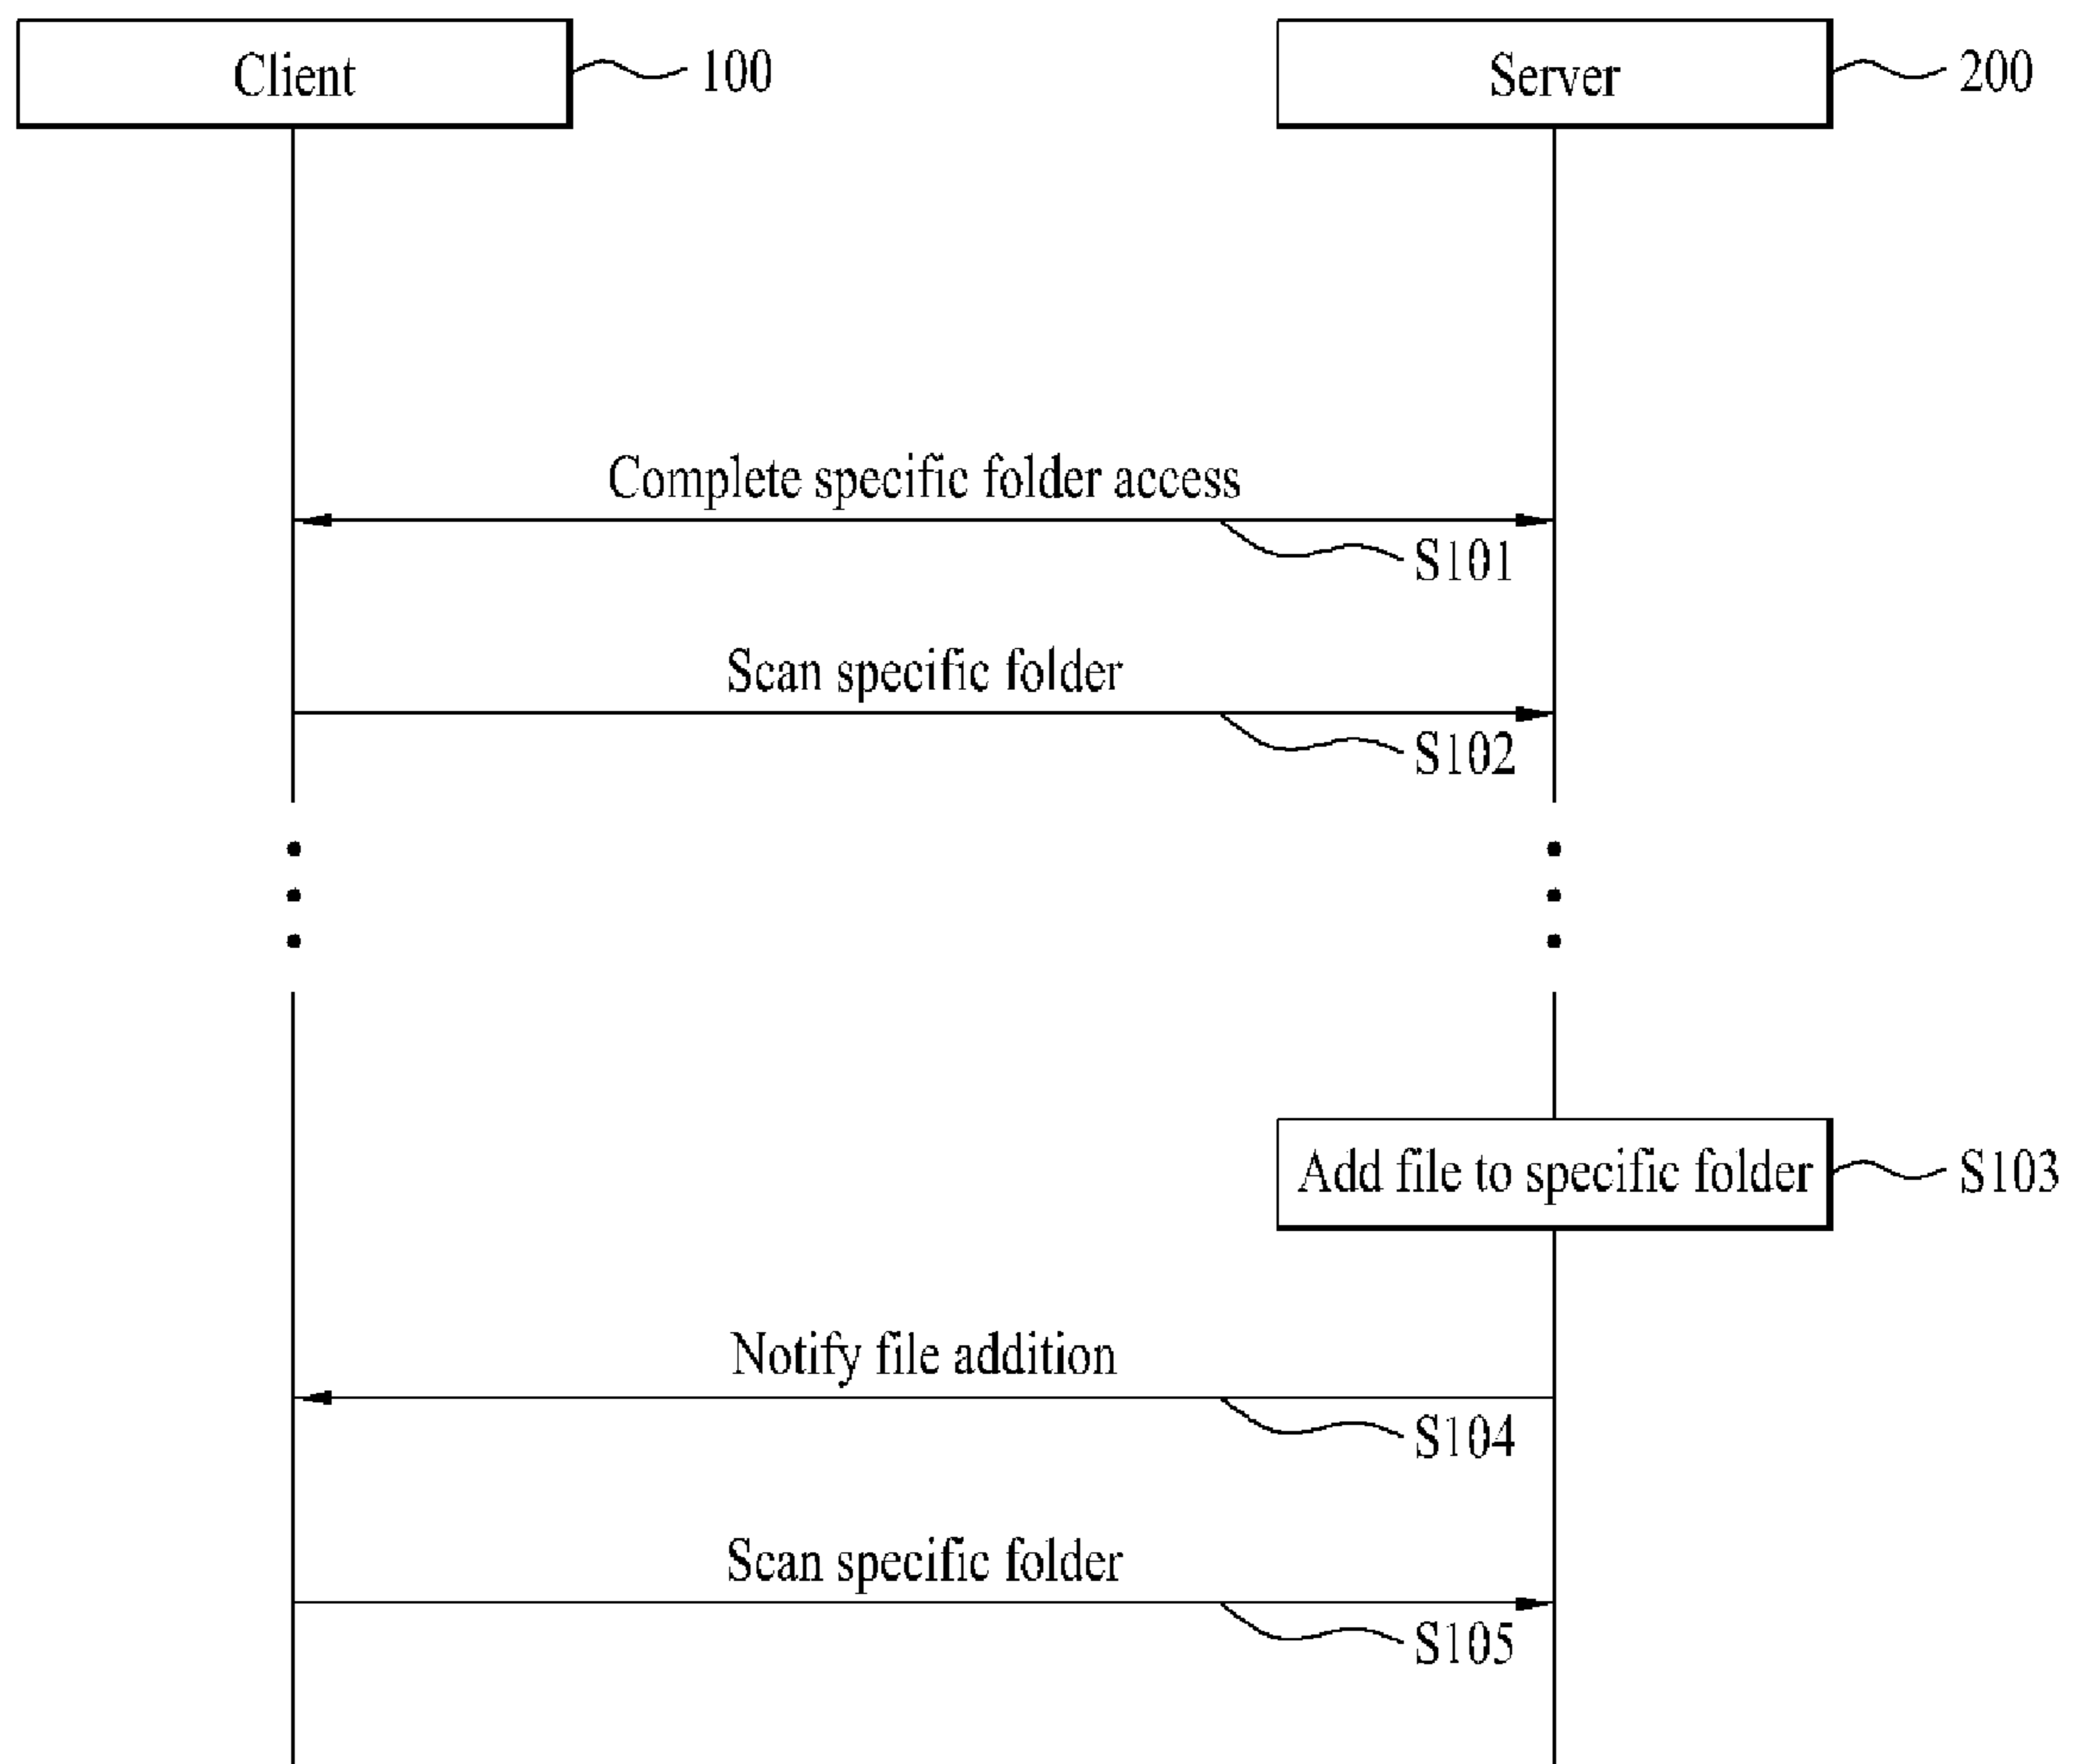 Client
100
Server
200
Complete specific folder access
S101
Scan specific folder
S102
Add file to specific folder
S103
Notify file addition
S104
Scan specific folder
S105